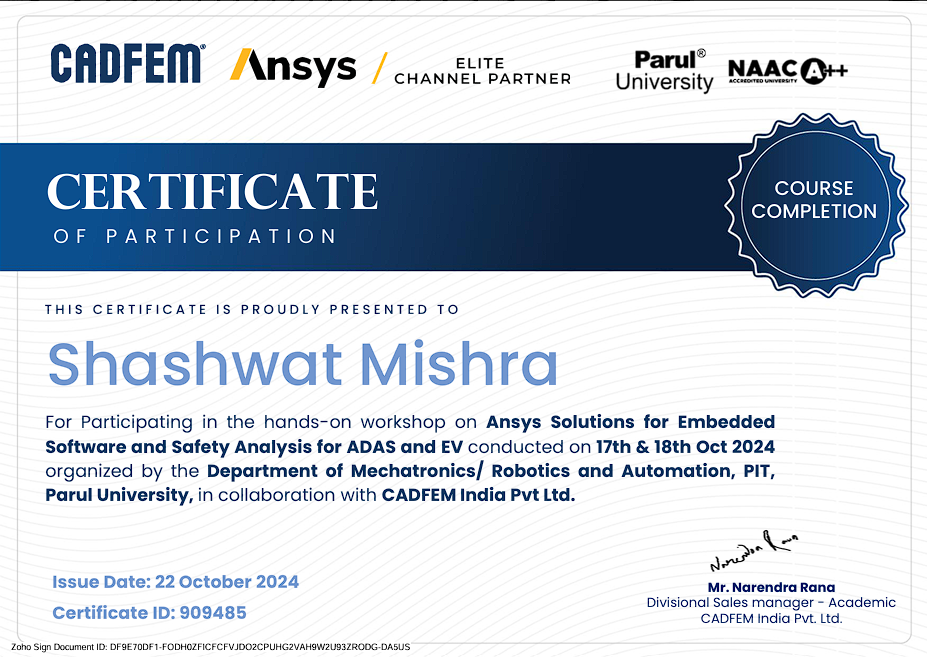 CADFEM®
Ansys / ELITE CHANNEL PARTNER
Parul® University
NAAC A++
ACCREDITED UNIVERSITY
CERTIFICATE
OF PARTICIPATION
COURSE
COMPLETION
THIS CERTIFICATE IS PROUDLY PRESENTED TO
Shashwat Mishra
For Participating in the hands-on workshop on Ansys Solutions for Embedded
Software and Safety Analysis for ADAS and EV conducted on 17th & 18th Oct 2024
organized by the Department of Mechatronics/ Robotics and Automation, PIT,
Parul University, in collaboration with CADFEM India Pvt Ltd.
Narendra Rana
Issue Date: 22 October 2024
Certificate ID: 909485
Mr. Narendra Rana
Divisional Sales manager - Academic
CADFEM India Pvt. Ltd.
Zoho Sign Document ID: DF9E70DF1-FODH0ZFICFCFVJDO2CPUHG2VAH9W2U93ZRODG-DA5US